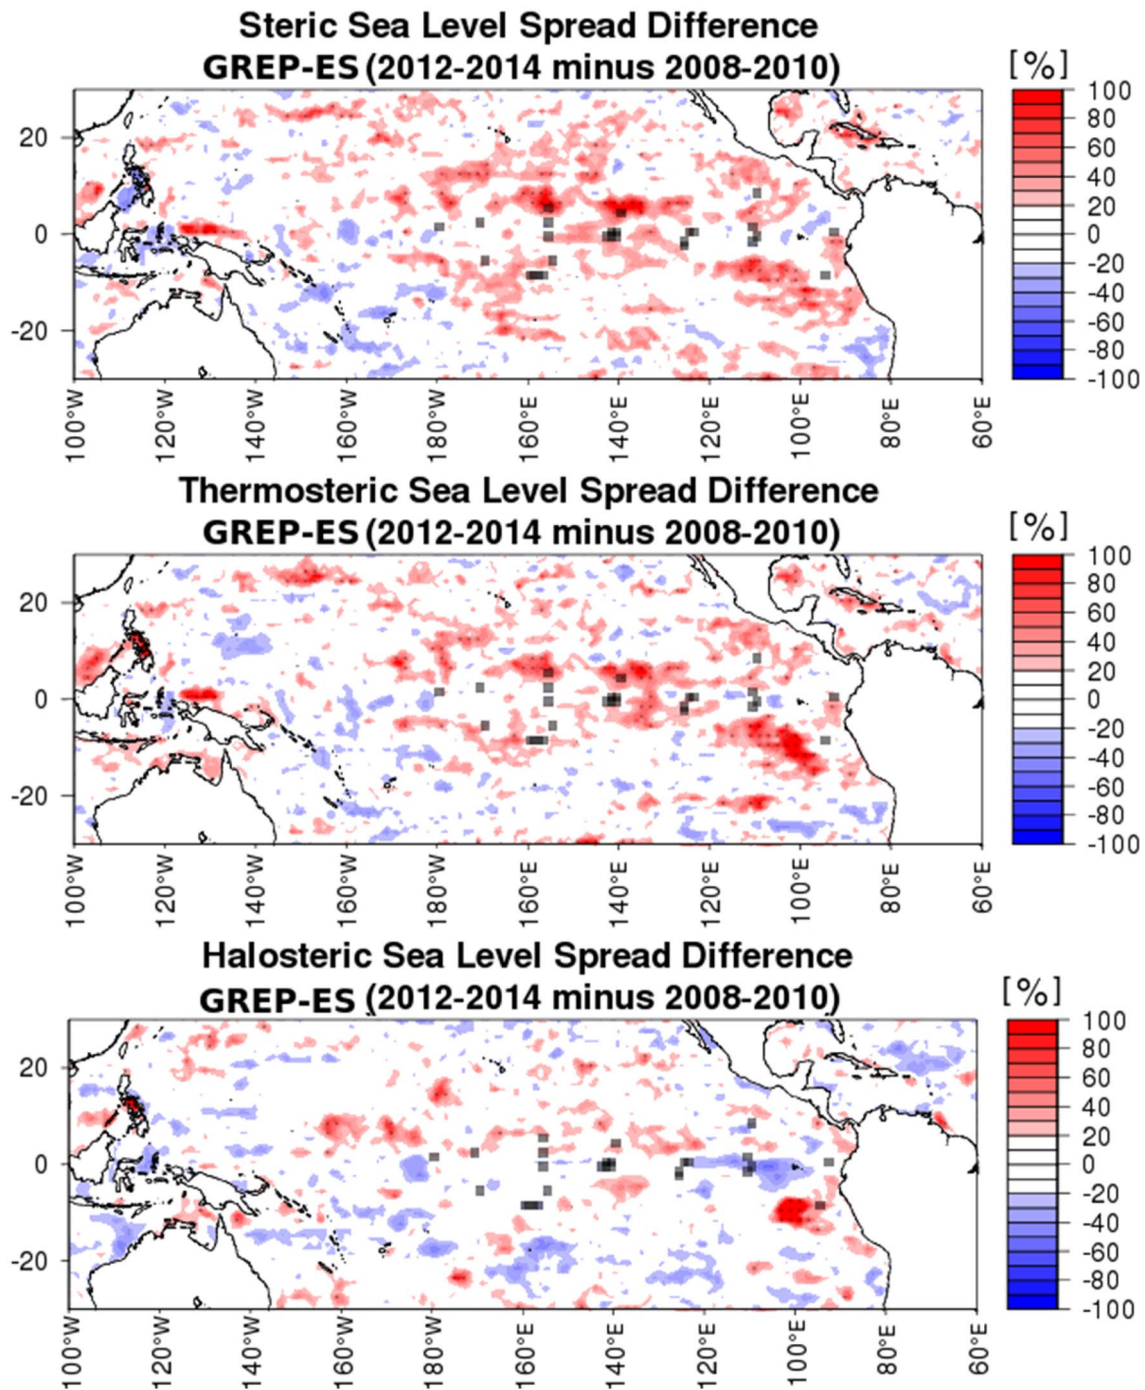 Steric Sea Level Spread Difference
GREP-ES (2012-2014 minus 2008-2010)
[%]
100
80
60
40
20
0
-20
-40
-60
-80
-100
20
0
-20
100°W
120°W
140°W
160°W
180°W
160°E
140°E
120°E
100°E
80°E
60°E
Thermosteric Sea Level Spread Difference
GREP-ES (2012-2014 minus 2008-2010)
[%]
100
80
60
40
20
0
-20
-40
-60
-80
-100
20
0
-20
100°W
120°W
140°W
160°W
180°W
160°E
140°E
120°E
100°E
80°E
60°E
Halosteric Sea Level Spread Difference
GREP-ES (2012-2014 minus 2008-2010)
[%]
100
80
60
40
20
0
-20
-40
-60
-80
-100
20
0
-20
100°W
120°W
140°W
160°W
180°W
160°E
140°E
120°E
100°E
80°E
60°E